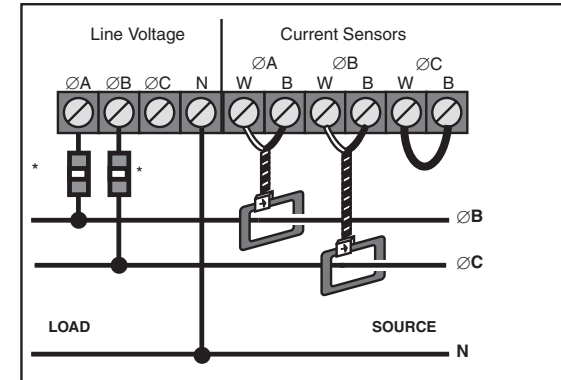 Line Voltage Current Sensors
∅A ∅B ∅C
∅A ∅B ∅C N W B W B W B
* *
∅B
∅C
LOAD SOURCE
N